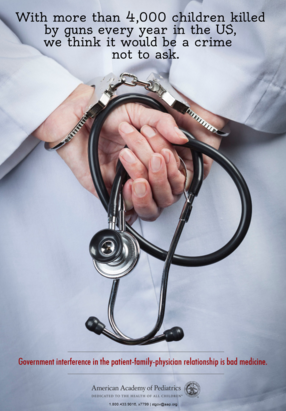 With more than 4,000 children killed
by guns every year in the US,
we think it would be a crime
not to ask.
Government interference in the patient-family-physician relationship is bad medicine.
American Academy of Pediatrics
DEDICATED TO THE HEALTH OF ALL CHILDREN